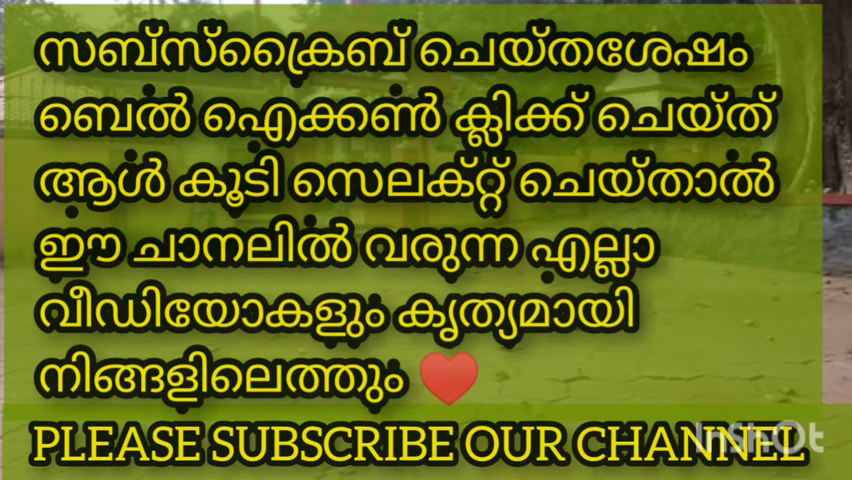 സബ്സ്ക്രൈബ് ചെയ്തശേഷം
ബെൽ ഐക്കൺ ക്ലിക്ക് ചെയ്ത്
ആൾ കൂടി സെലക്റ്റ് ചെയ്താൽ
ഈ ചാനലിൽ വരുന്ന എല്ലാ
വീഡിയോകളും കൃത്യമായി
നിങ്ങളിലെത്തും ❤️
PLEASE SUBSCRIBE OUR CHANNEL
InShOt